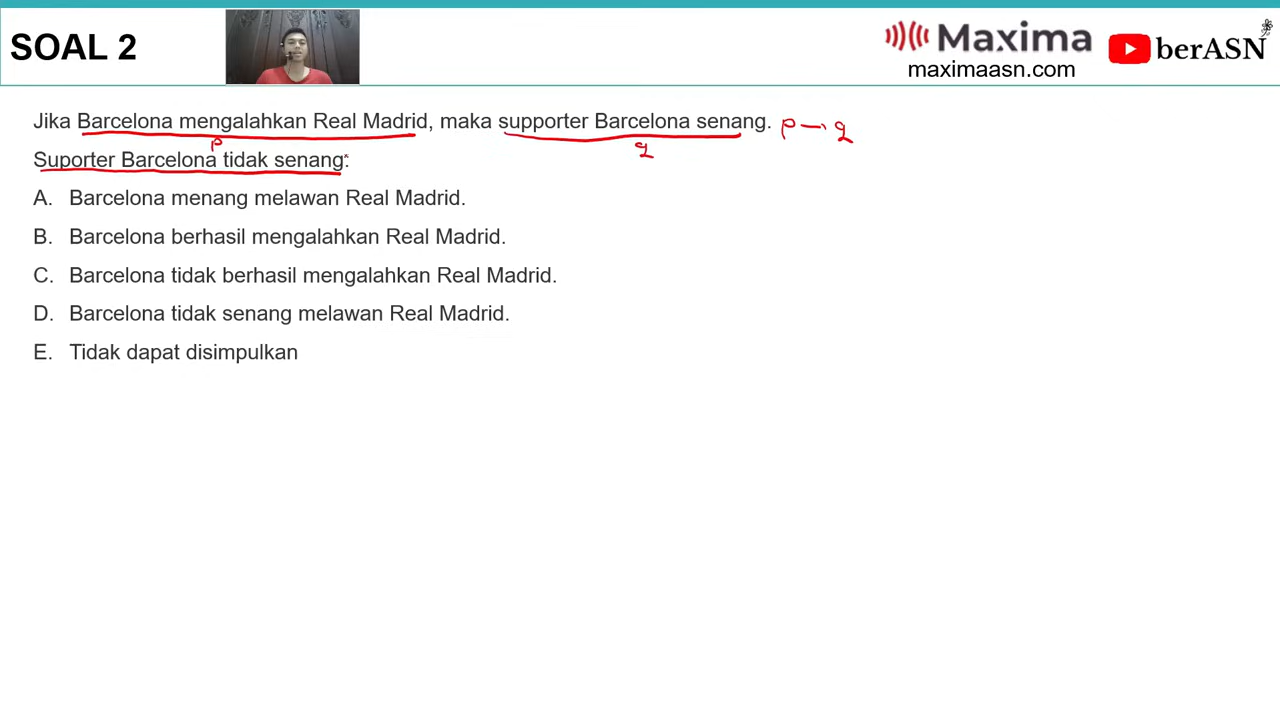 SOAL 2
Maxima
maximaasn.com
berASN
Jika Barcelona mengalahkan Real Madrid, maka supporter Barcelona senang. p → q
p q
Suporter Barcelona tidak senang:
A. Barcelona menang melawan Real Madrid.
B. Barcelona berhasil mengalahkan Real Madrid.
C. Barcelona tidak berhasil mengalahkan Real Madrid.
D. Barcelona tidak senang melawan Real Madrid.
E. Tidak dapat disimpulkan